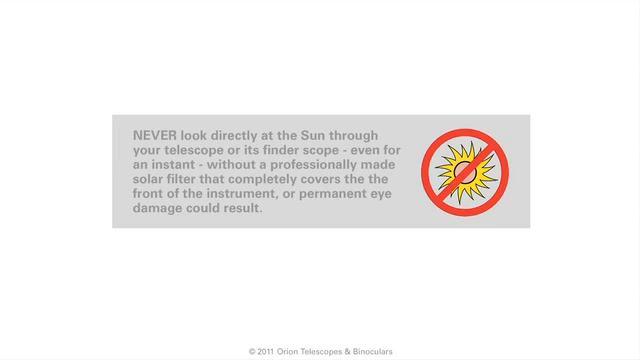 NEVER look directly at the Sun through
your telescope or its finder scope - even for
an instant - without a professionally made
solar filter that completely covers the the
front of the instrument, or permanent eye
damage could result.
© 2011 Orion Telescopes & Binoculars